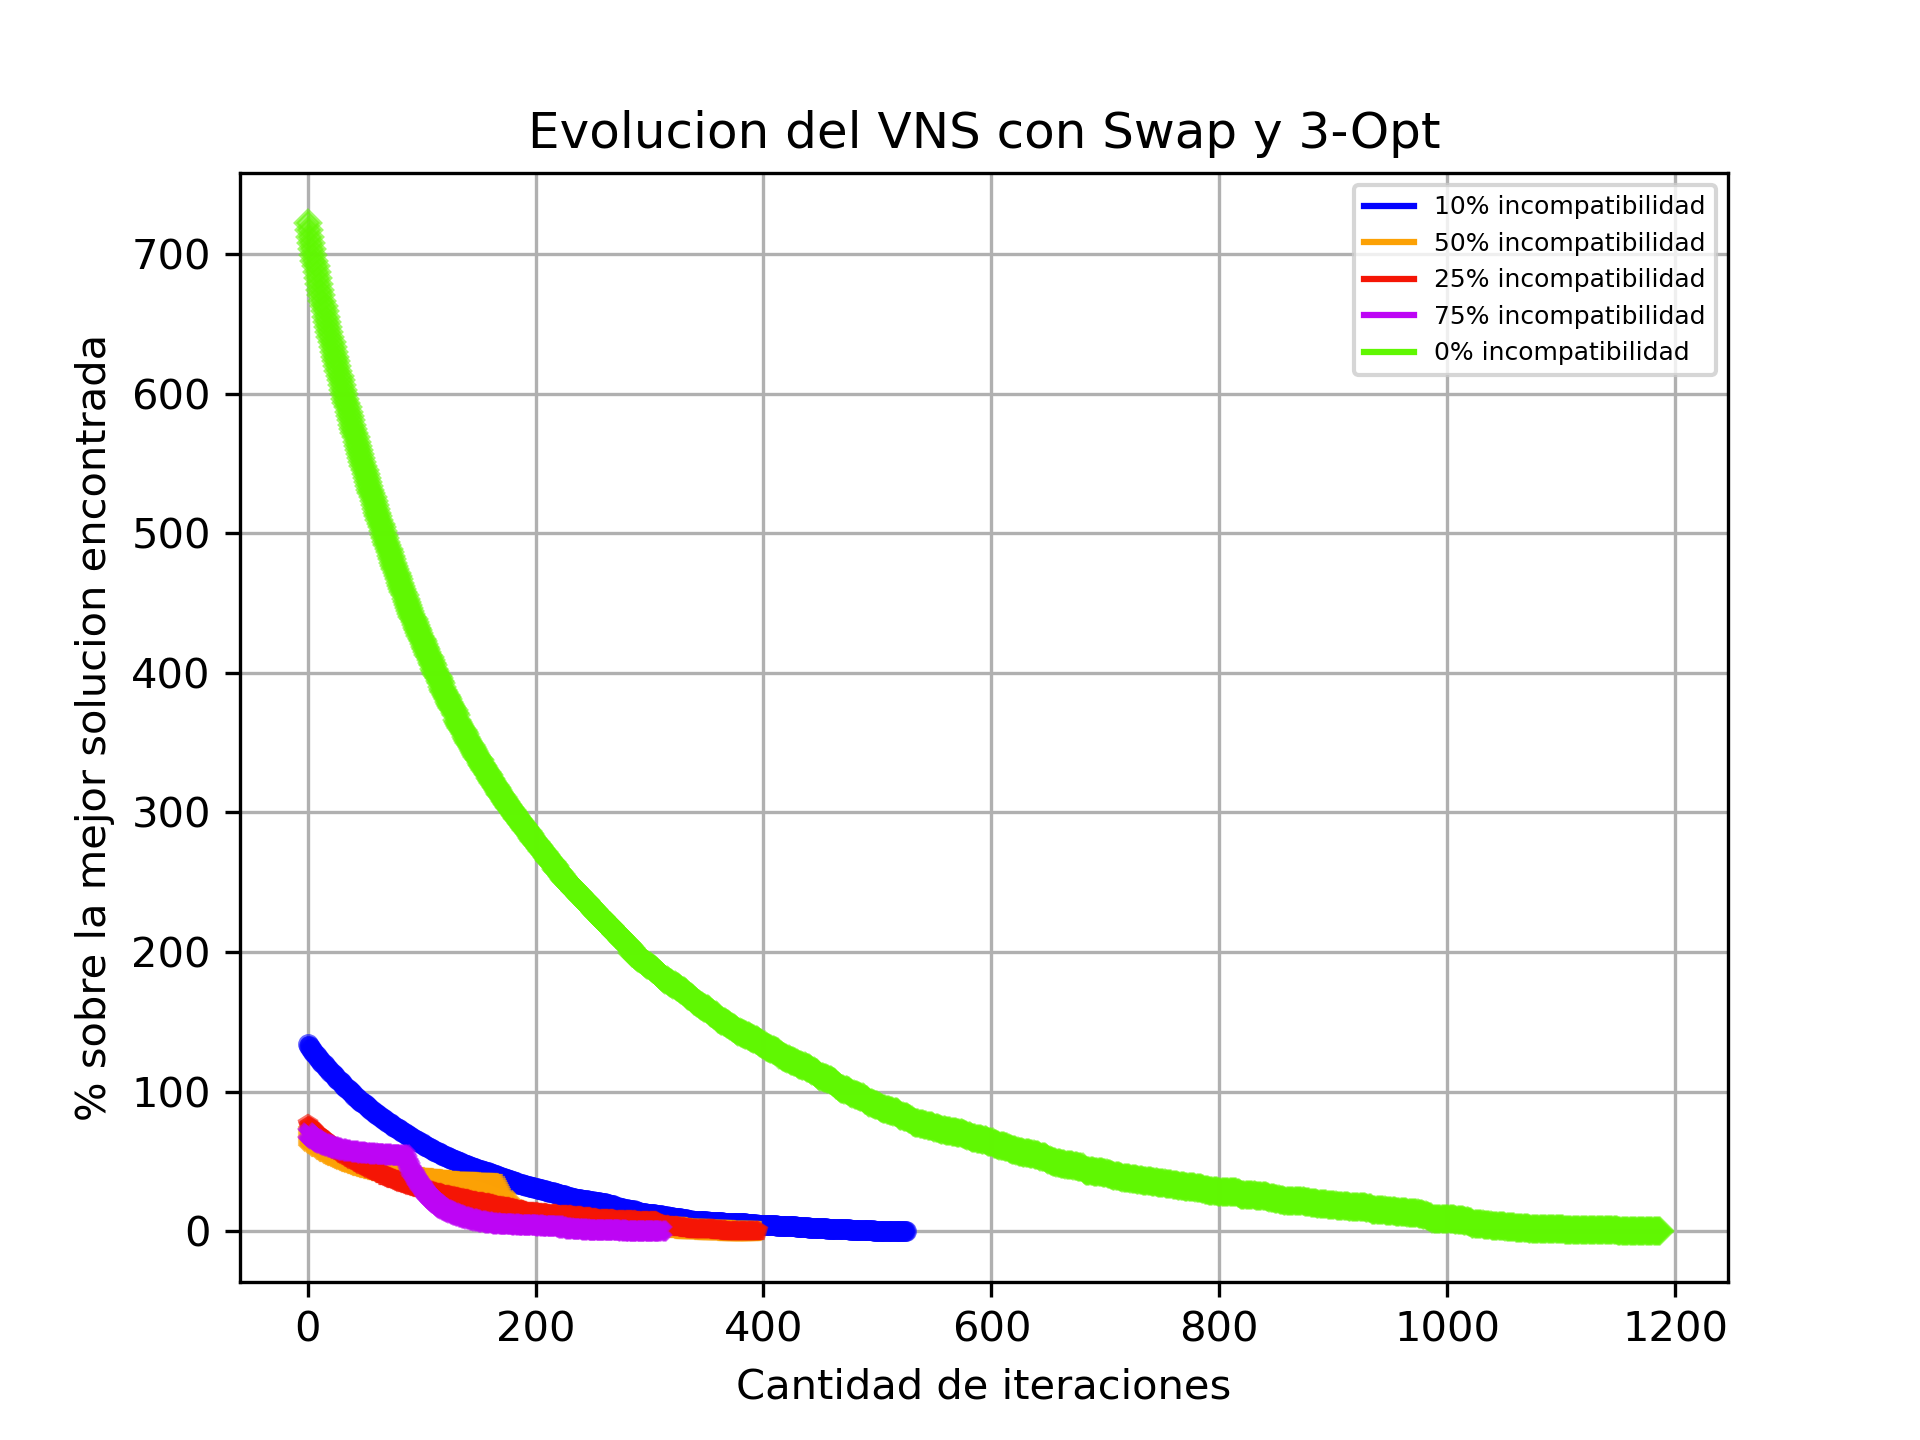 Evolucion del VNS con Swap y 3-Opt
% sobre la mejor solucion encontrada
700
600
500
400
300
200
100
0
10% incompatibilidad
50% incompatibilidad
25% incompatibilidad
75% incompatibilidad
0% incompatibilidad
0 200 400 600 800 1000 1200
Cantidad de iteraciones